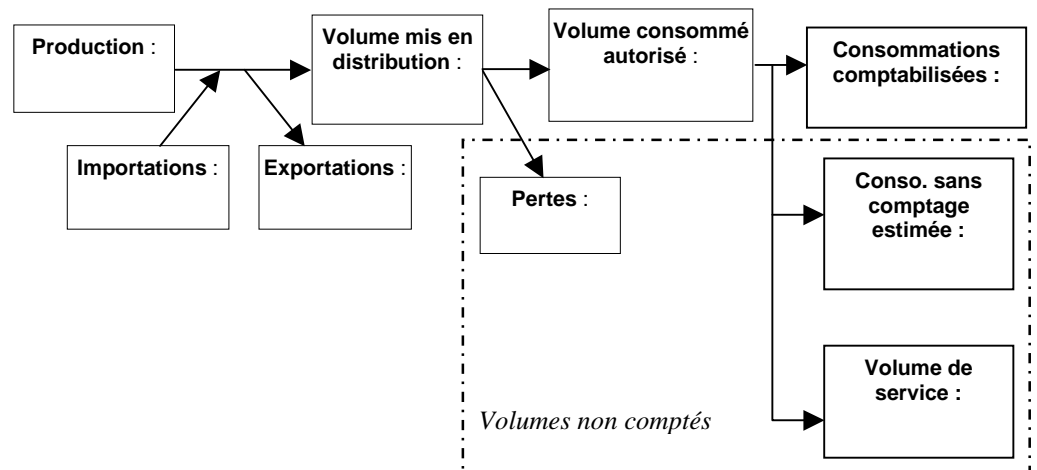 Production :
Volume mis en
distribution :
Volume consommé
autorisé :
Consommations
comptabilisées :
Importations :
Exportations :
Pertes :
Conso. sans
comptage
estimée :
Volume de
service :
Volumes non comptés